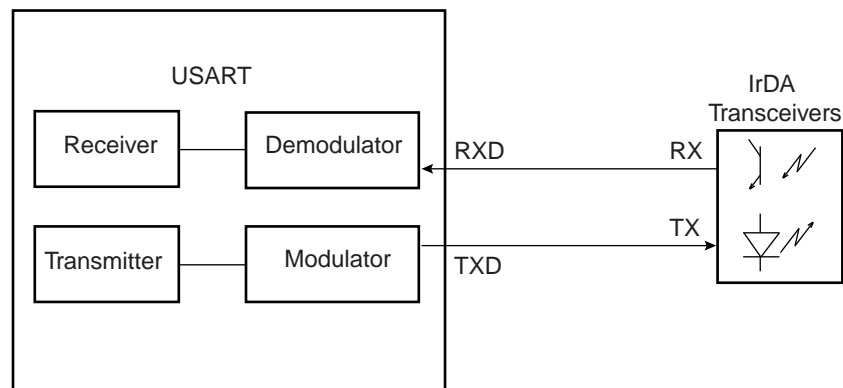 USART
IrDA
Transceivers
Receiver
Demodulator
RXD
RX
Transmitter
Modulator
TXD
TX